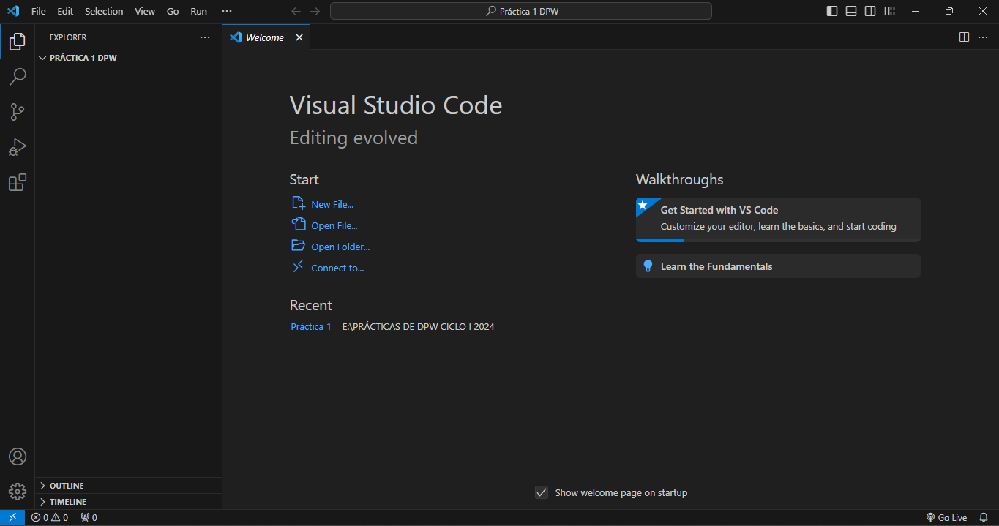 File Edit Selection View Go Run ···
Práctica 1 DPW
EXPLORER
PRÁCTICA 1 DPW
Welcome
Visual Studio Code
Editing evolved
Start
New File...
Open File...
Open Folder...
Connect to...
Recent
Práctica 1 E:\PRÁCTICAS DE DPW CICLO I 2024
Walkthroughs
Get Started with VS Code
Customize your editor, learn the basics, and start coding
Learn the Fundamentals
Show welcome page on startup
OUTLINE
TIMELINE
0 0 0 Go Live